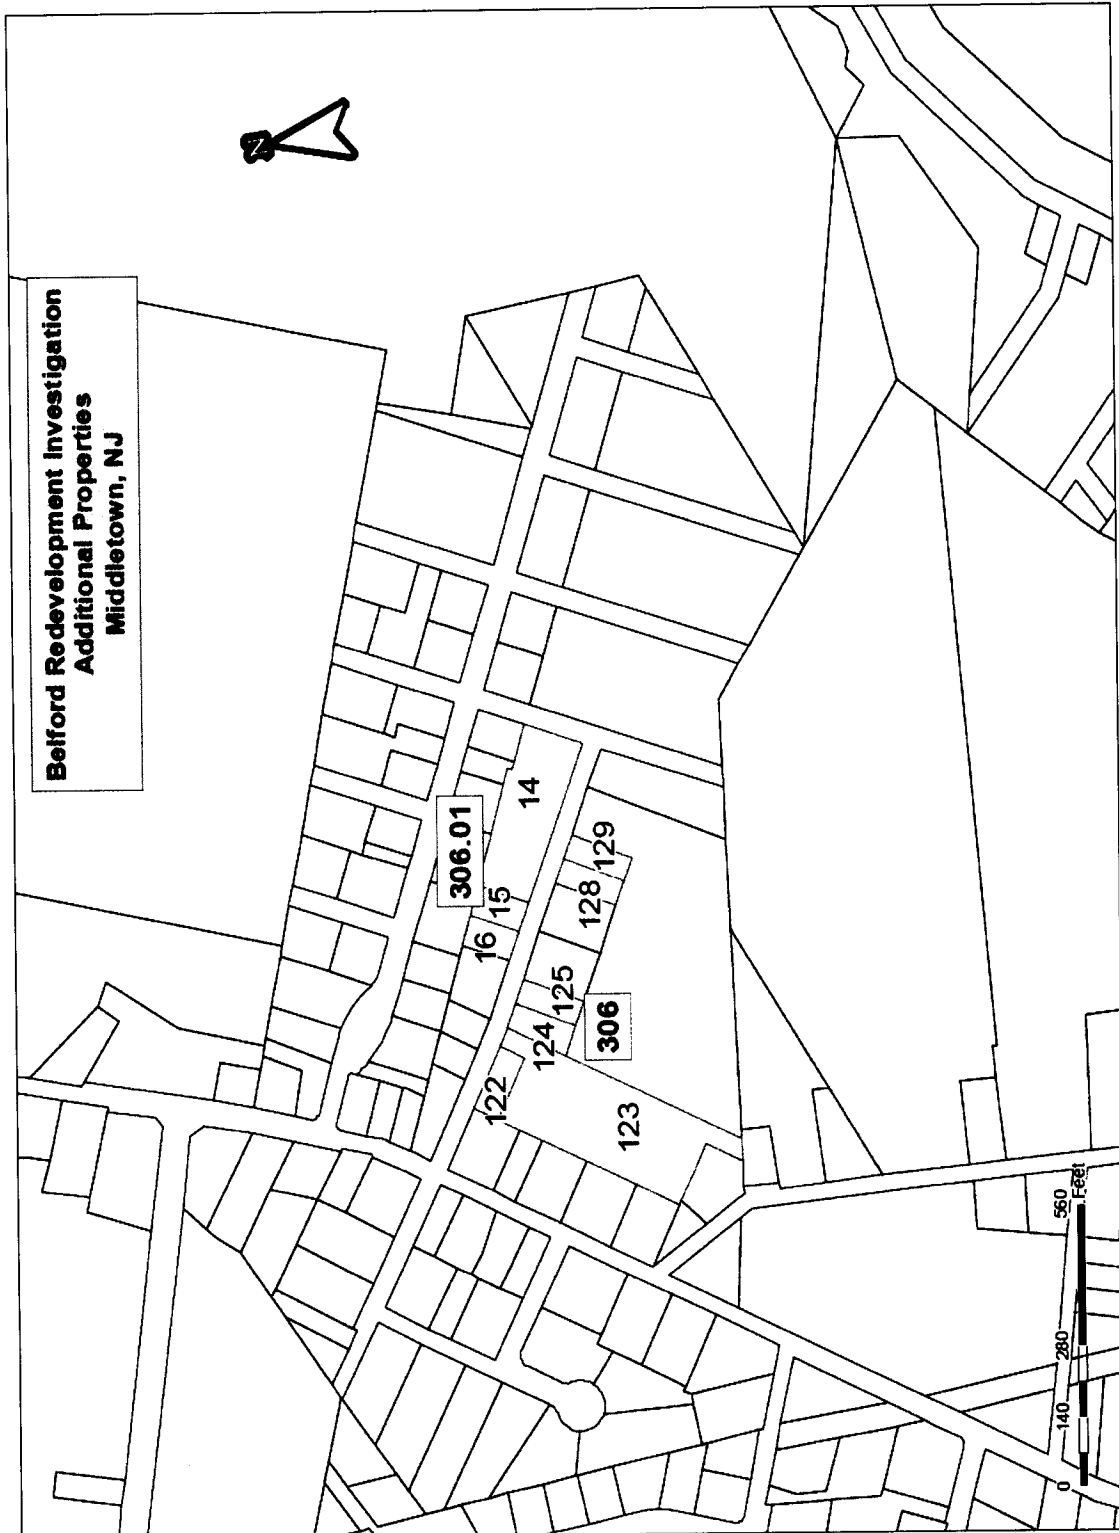 Belford Redevelopment Investigation
Additional Properties
Middletown, NJ
N
306.01
14
15
16
129
128
125
124
306
122
123
0 140 280 560
Feet